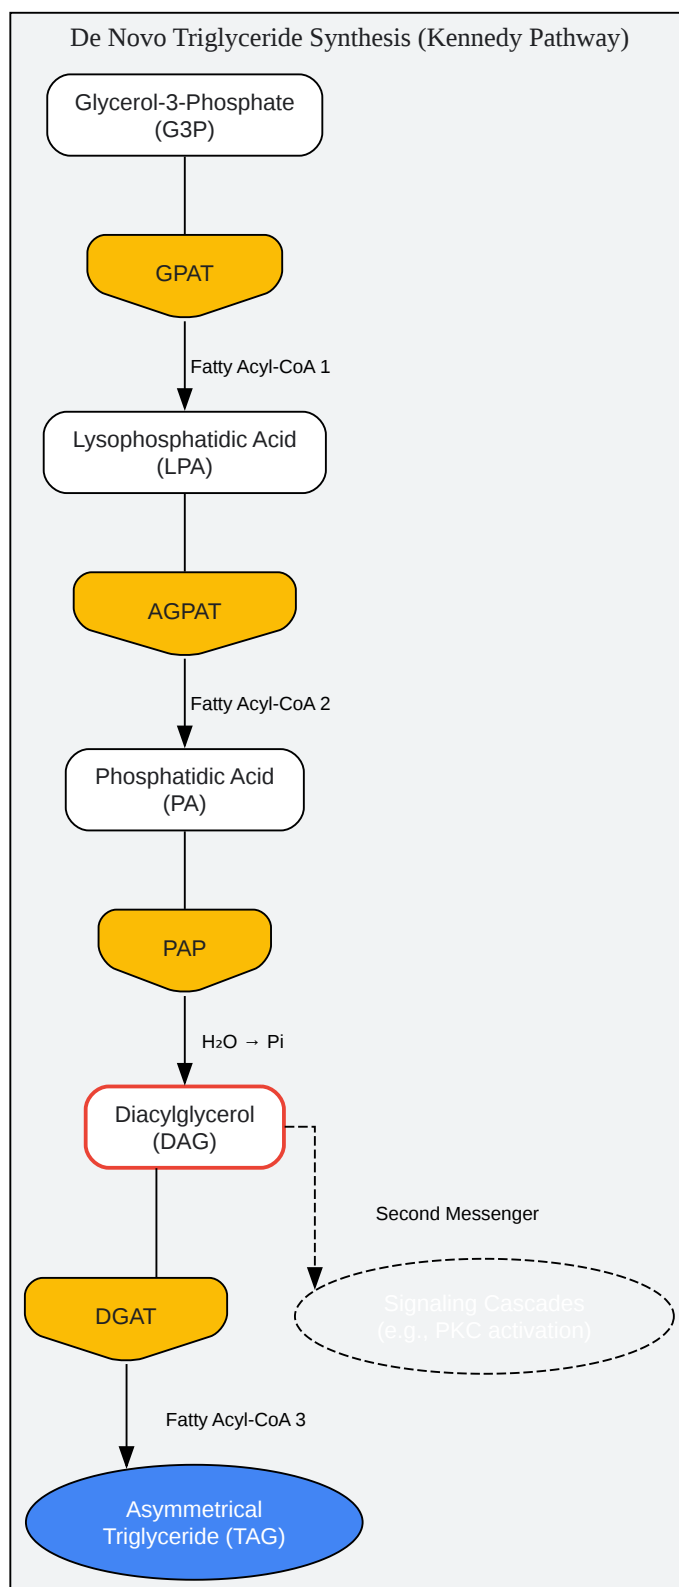 De Novo Triglyceride Synthesis (Kennedy Pathway)
Glycerol-3-Phosphate
(G3P)
GPAT
Fatty Acyl-CoA 1
Lysophosphatidic Acid
(LPA)
AGPAT
Fatty Acyl-CoA 2
Phosphatidic Acid
(PA)
PAP
H₂O → Pi
Diacylglycerol
(DAG)
Second Messenger
Signaling Cascades
(e.g., PKC activation)
DGAT
Fatty Acyl-CoA 3
Asymmetrical
Triglyceride (TAG)